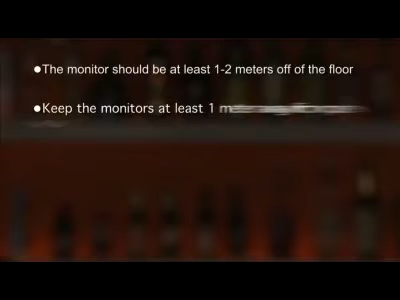 ●The monitor should be at least 1-2 meters off of the floor
●Keep the monitors at least 1